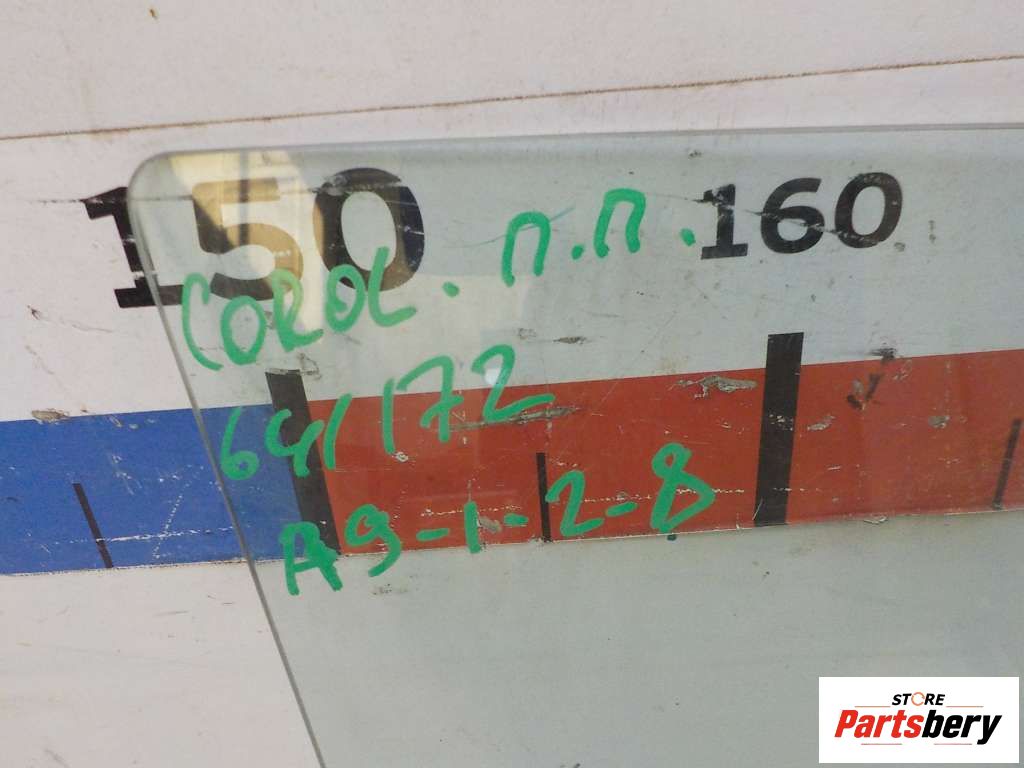 150
160
COROL. П.П.
64/172
A9-1-2-8
STORE
Partsbery